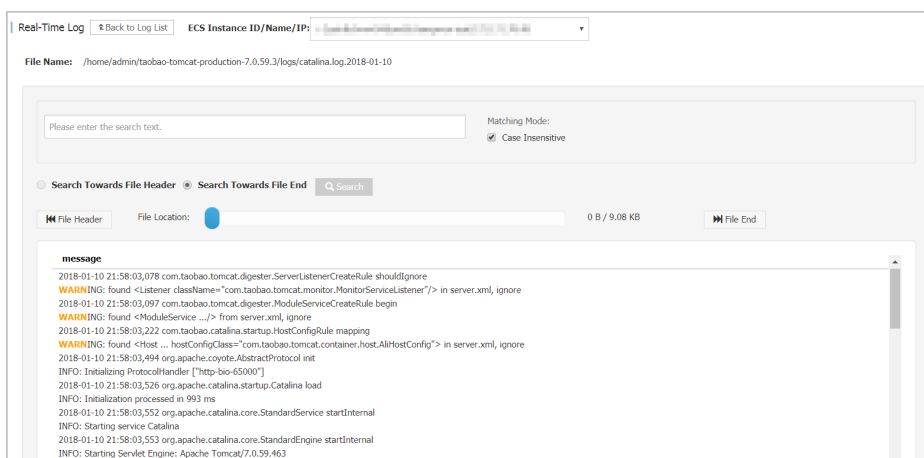 Real-Time Log Back to Log List ECS Instance ID/Name/IP:
File Name: /home/admin/taobao-tomcat-production-7.0.59.3/logs/catalina.log.2018-01-10
Please enter the search text.
Matching Mode:
Case Insensitive
Search Towards File Header Search Towards File End Search
File Header File Location: 0 B / 9.08 KB File End
message
2018-01-10 21:58:03,078 com.taobao.tomcat.digester.ServerListenerCreateRule shouldIgnore
WARNING: found <Listener className="com.taobao.tomcat.monitor.MonitorServiceListener"/> in server.xml, ignore
2018-01-10 21:58:03,097 com.taobao.tomcat.digester.ModuleServiceCreateRule begin
WARNING: found <ModuleService .../> from server.xml, ignore
2018-01-10 21:58:03,222 com.taobao.catalina.startup.HostConfigRule mapping
WARNING: found <Host ... hostConfigClass="com.taobao.tomcat.container.host.AliHostConfig"> in server.xml, ignore
2018-01-10 21:58:03,494 org.apache.coyote.AbstractProtocol init
INFO: Initializing ProtocolHandler ["http-bio-65000"]
2018-01-10 21:58:03,526 org.apache.catalina.startup.Catalina load
INFO: Initialization processed in 993 ms
2018-01-10 21:58:03,552 org.apache.catalina.core.StandardService startInternal
INFO: Starting service Catalina
2018-01-10 21:58:03,553 org.apache.catalina.core.StandardEngine startInternal
INFO: Starting Servlet Engine: Apache Tomcat/7.0.59.463